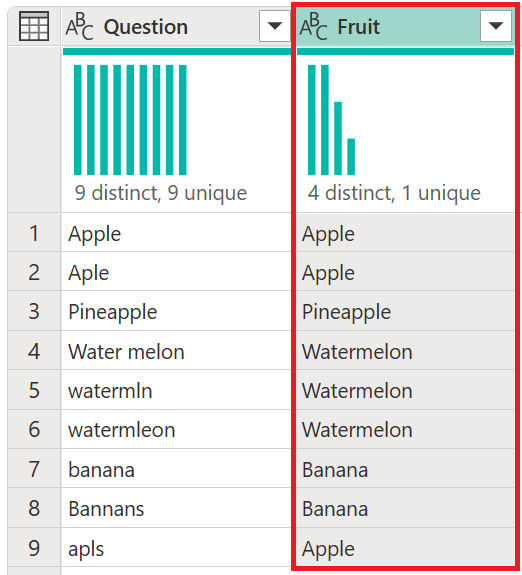 ABC Question ABC Fruit
9 distinct, 9 unique 4 distinct, 1 unique
1 Apple Apple
2 Aple Apple
3 Pineapple Pineapple
4 Water melon Watermelon
5 watermln Watermelon
6 watermleon Watermelon
7 banana Banana
8 Bannans Banana
9 apls Apple